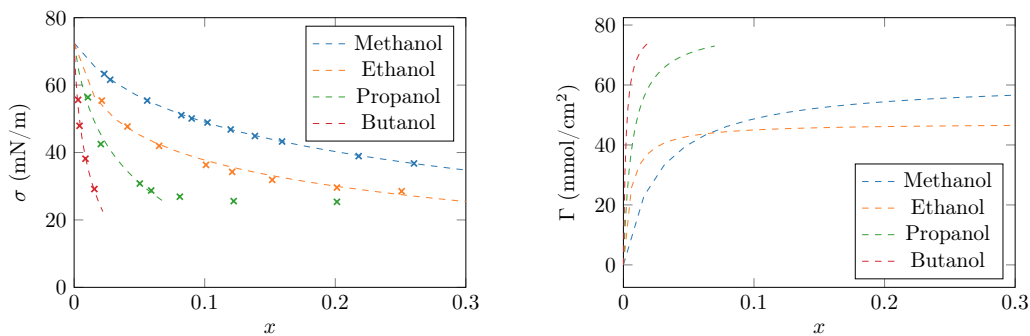 80
60
40
20
0
σ (mN/m)
0
0.1
0.2
0.3
x
Methanol
Ethanol
Propanol
Butanol
80
60
40
20
0
Γ (mmol/cm²)
0
0.1
0.2
0.3
x
Methanol
Ethanol
Propanol
Butanol